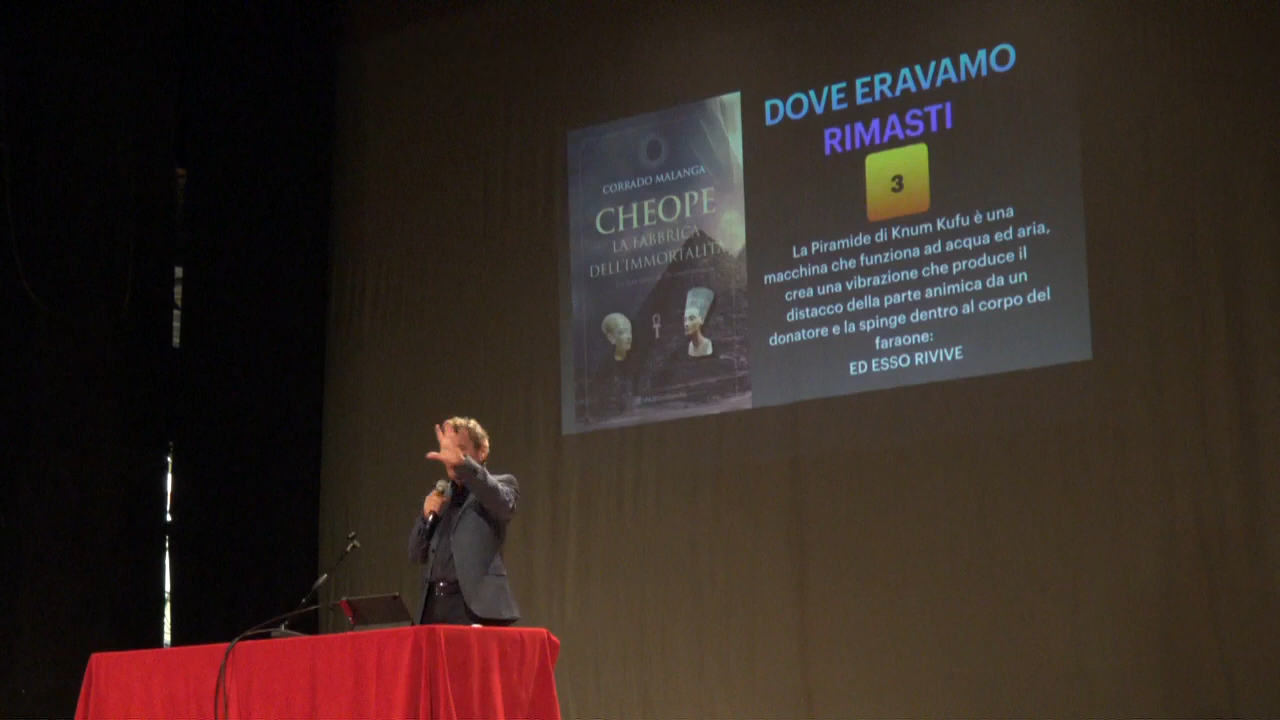 CORRADO MALANGA
CHEOPE
LA FABBRICA
DELL'IMMORTALITÀ
DOVE ERAVAMO
RIMASTI
3
La Piramide di Knum Kufu è una
macchina che funziona ad acqua ed aria,
crea una vibrazione che produce il
distacco della parte animica da un
donatore e la spinge dentro al corpo del
faraone:
ED ESSO RIVIVE